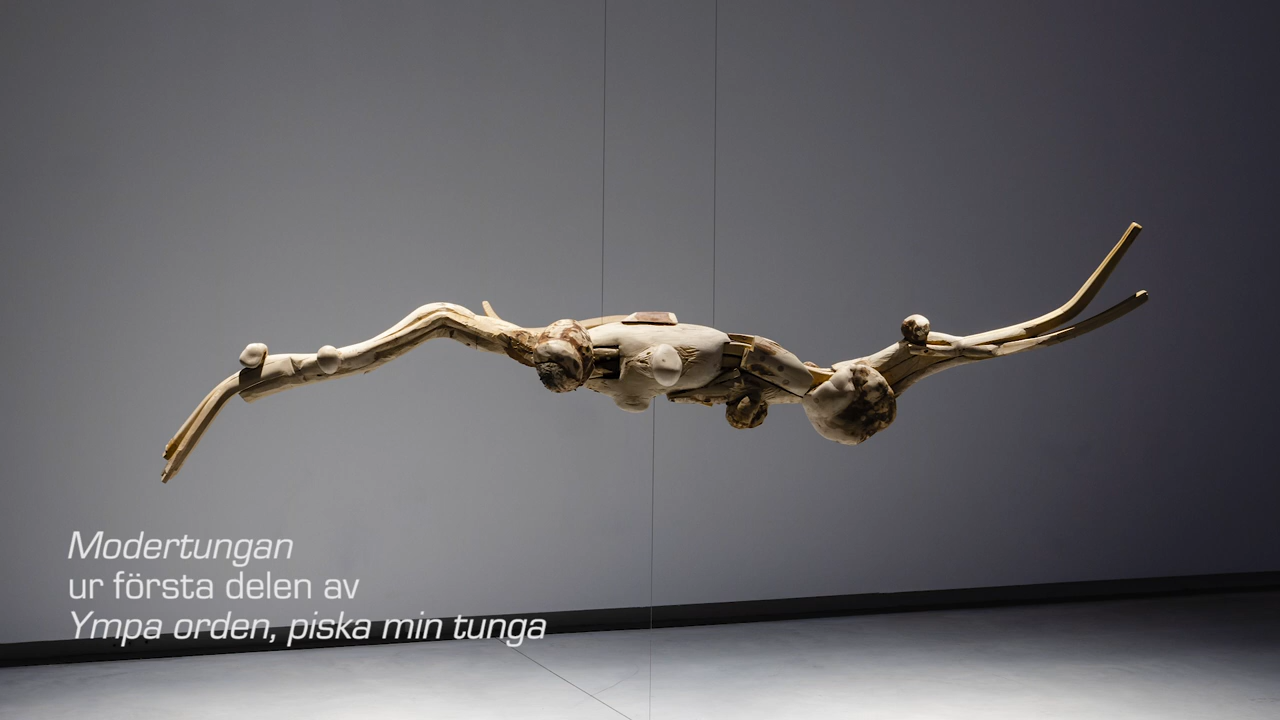 Modertungan
ur första delen av
Ympa orden, piska min tunga